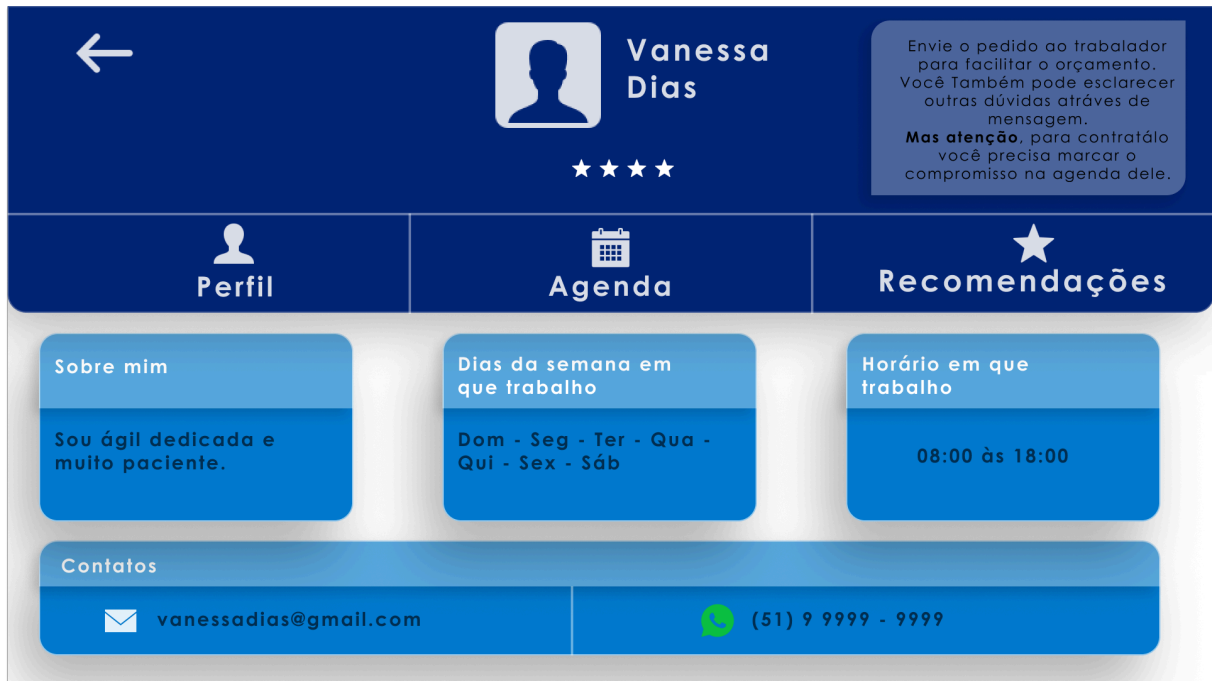 Vanessa
Dias
Envie o pedido ao trabalador
para facilitar o orçamento.
Você Também pode esclarecer
outras dúvidas atráves de
mensagem.
Mas atenção, para contratálo
você precisa marcar o
compromisso na agenda dele.
Perfil
Agenda
Recomendações
Sobre mim
Sou ágil dedicada e
muito paciente.
Dias da semana em
que trabalho
Dom - Seg - Ter - Qua -
Qui - Sex - Sáb
Horário em que
trabalho
08:00 às 18:00
Contatos
vanessadias@gmail.com
(51) 9 9999 - 9999